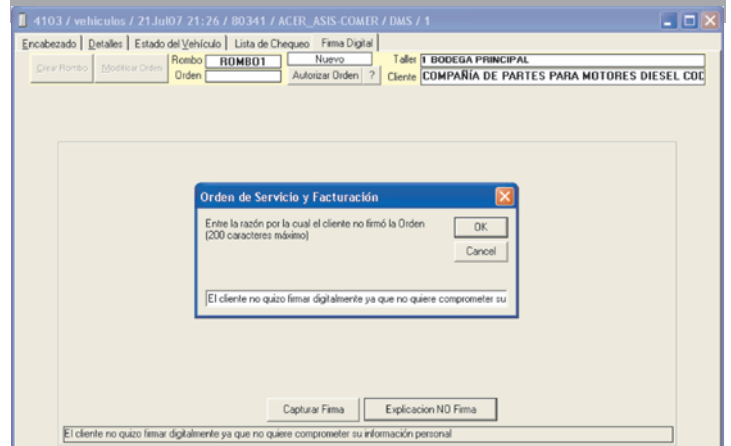 4103 / vehiculos / 21Jul07 21:26 / 80341 / ACER_ASIS-COMER / DMS / 1
Encabezado Detalles Estado del Vehículo Lista de Chequeo Firma Digital
Crear Rombo Modificar Orden Rombo ROMBO1 Nuevo Taller 1 BODEGA PRINCIPAL
Orden Autorizar Orden ? Cliente COMPAÑÍA DE PARTES PARA MOTORES DIESEL COD
Orden de Servicio y Facturación
Entre la razón por la cual el cliente no firmó la Orden
(200 caracteres máximo)
OK
Cancel
El cliente no quizo firmar digitalmente ya que no quiere comprometer su
Capturar Firma Explicacion NO Firma
El cliente no quizo firmar digitalmente ya que no quiere comprometer su información personal